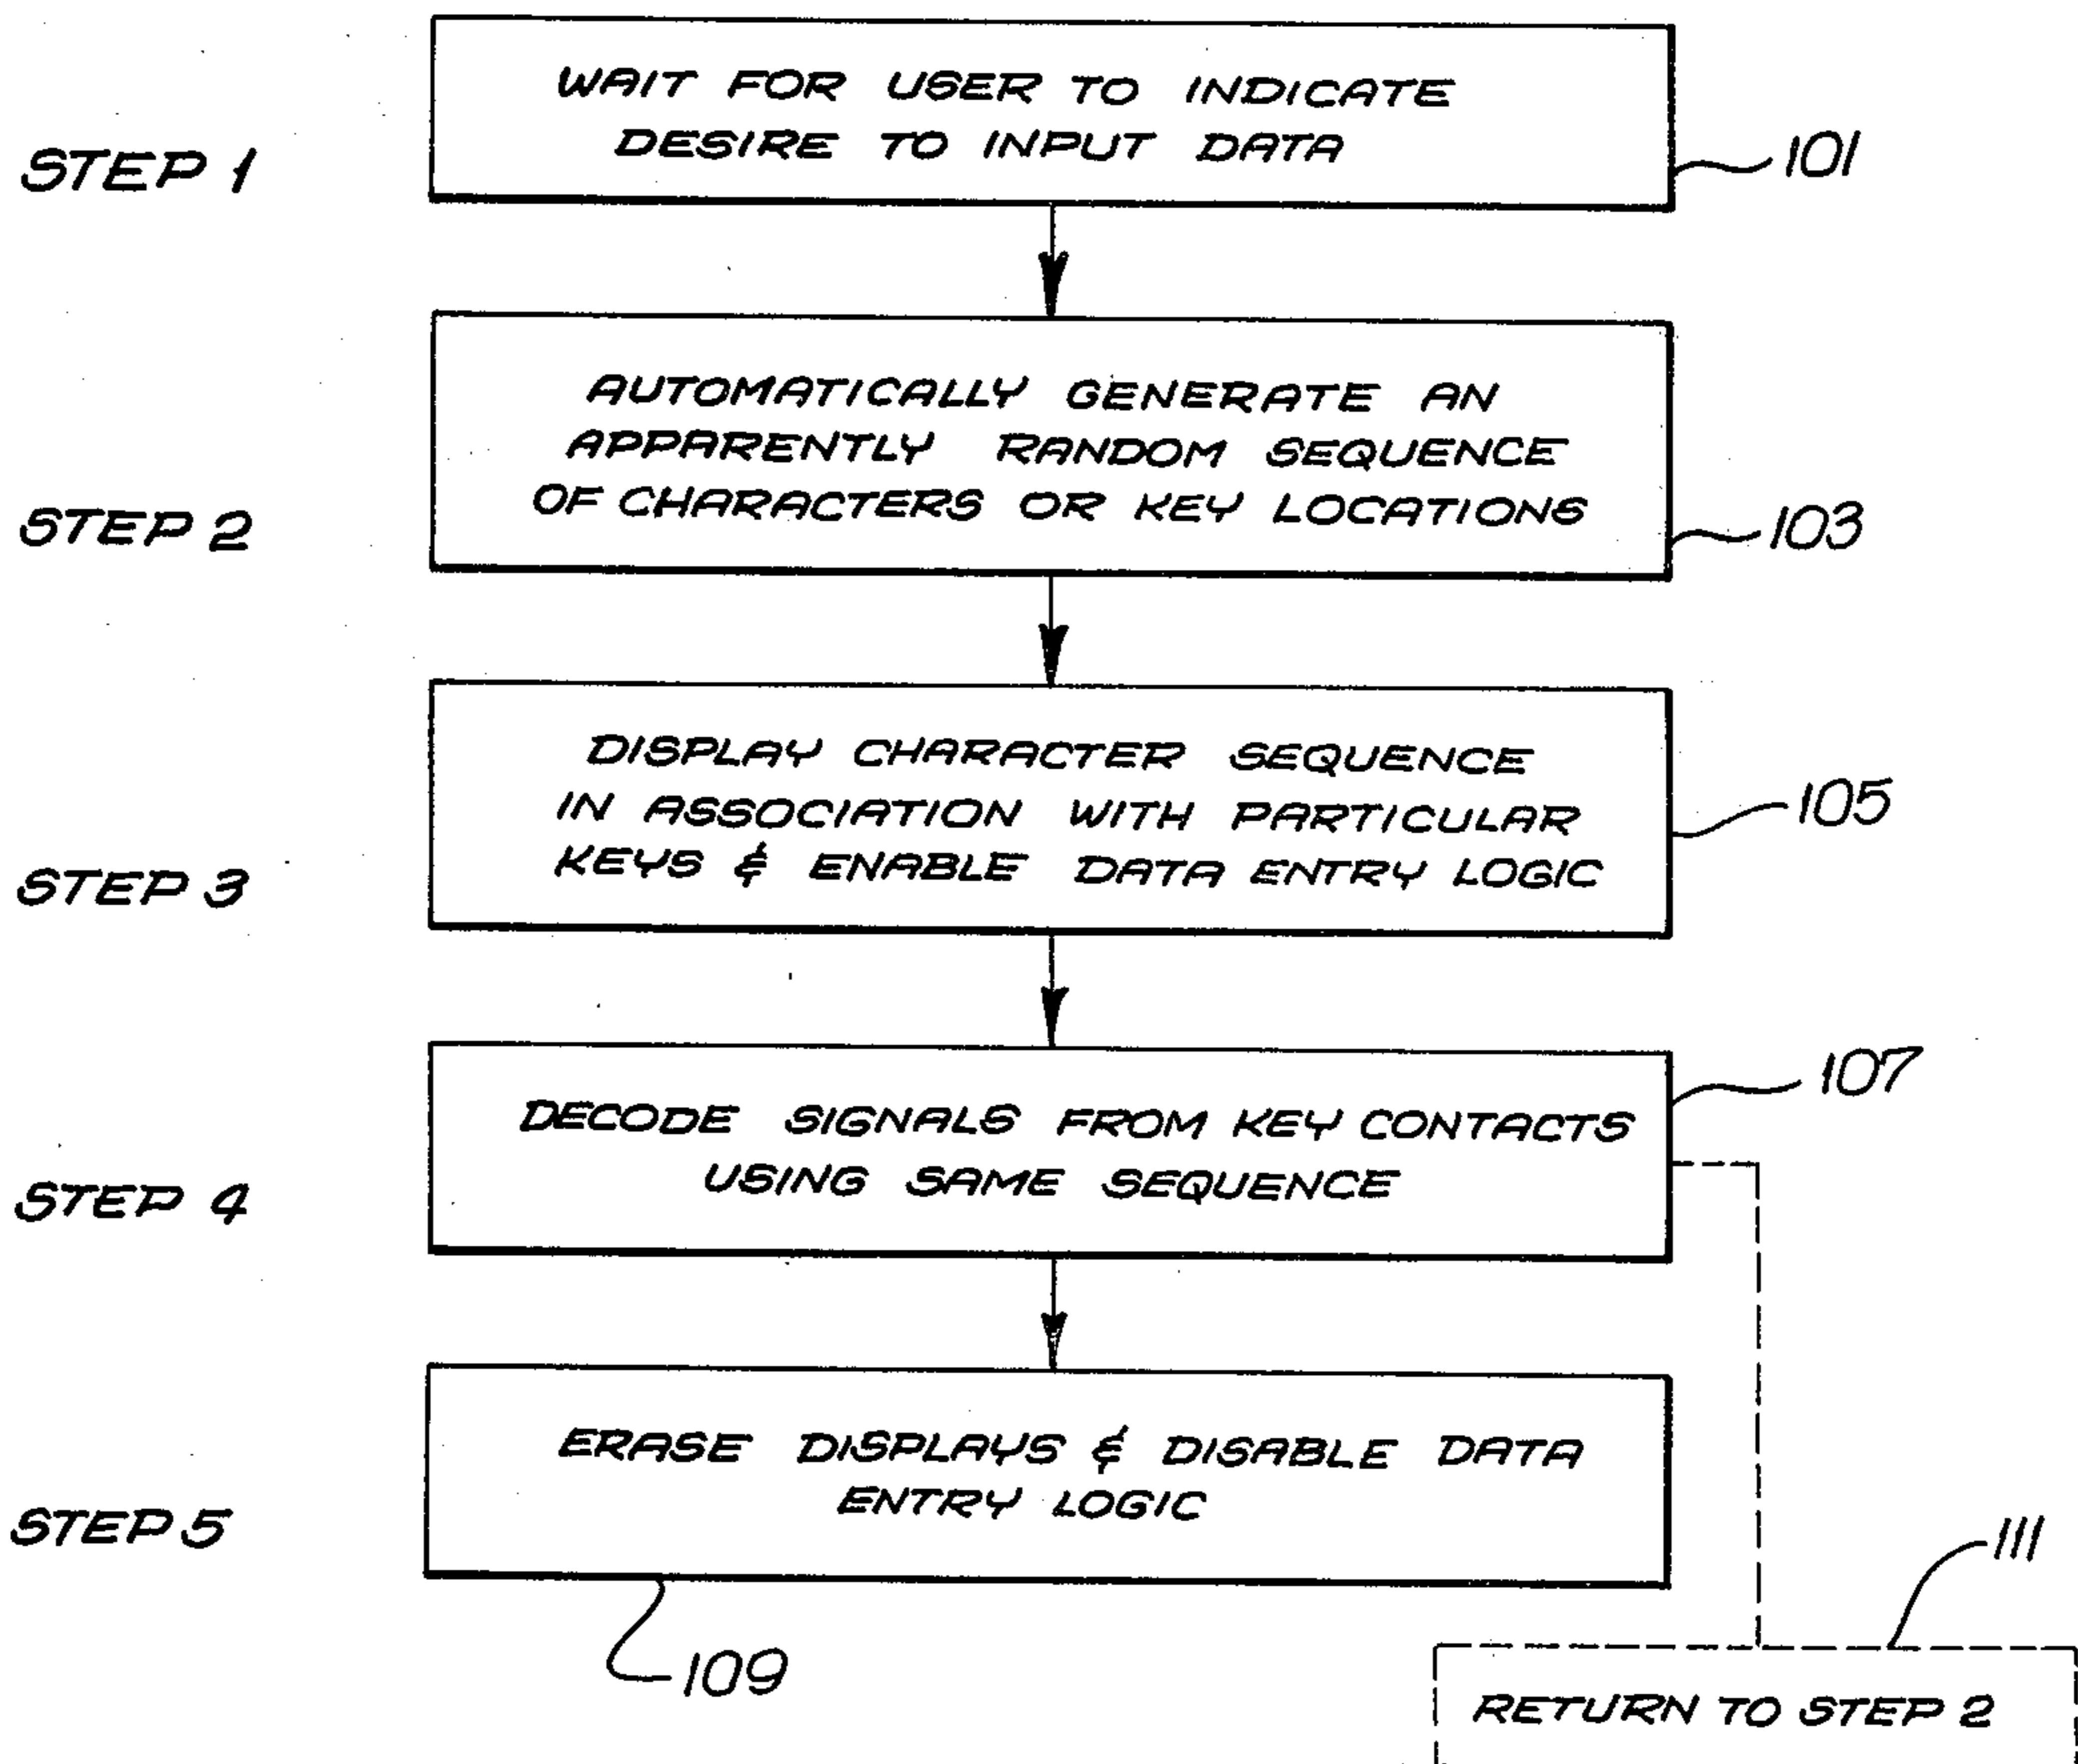 STEP 1
WAIT FOR USER TO INDICATE
DESIRE TO INPUT DATA
101
STEP 2
AUTOMATICALLY GENERATE AN
APPARENTLY RANDOM SEQUENCE
OF CHARACTERS OR KEY LOCATIONS
103
STEP 3
DISPLAY CHARACTER SEQUENCE
IN ASSOCIATION WITH PARTICULAR
KEYS & ENABLE DATA ENTRY LOGIC
105
STEP 4
DECODE SIGNALS FROM KEY CONTACTS
USING SAME SEQUENCE
107
STEP 5
ERASE DISPLAYS & DISABLE DATA
ENTRY LOGIC
109
111
RETURN TO STEP 2